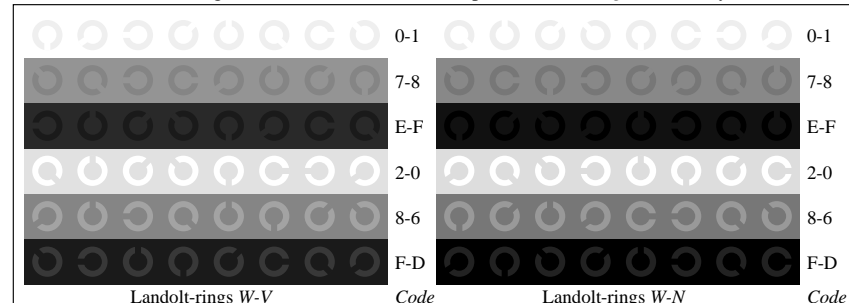 0-1 0-1
7-8 7-8
E-F E-F
2-0 2-0
8-6 8-6
F-D F-D
Landolt-rings W-V Code Landolt-rings W-N Code